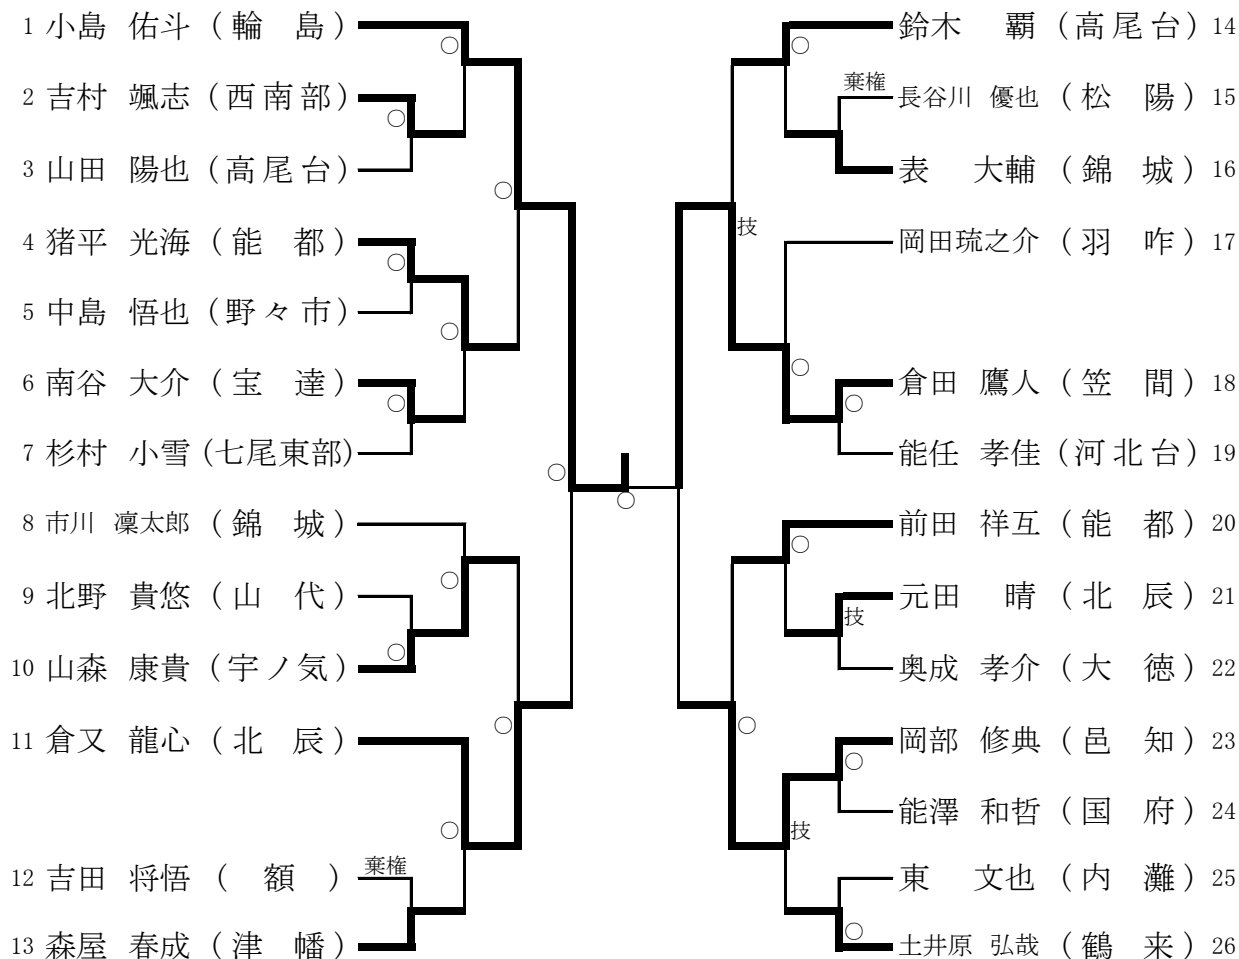 1 小島 佑斗 (輪 島)
○
2 吉村 颯志 (西南部)
○
3 山田 陽也 (高尾台)
○
4 猪平 光海 (能 都)
○
5 中島 悟也 (野々市)
○
6 南谷 大介 (宝 達)
○
7 杉村 小雪 (七尾東部)
○
○
8 市川 凜太郎 (錦 城)
○
9 北野 貴悠 (山 代)
○
10 山森 康貴 (宇ノ気)
○
11 倉又 龍心 (北 辰)
○
12 吉田 将悟 ( 額 )
棄権
13 森屋 春成 (津 幡)
鈴木 覇 (高尾台) 14
○
棄権
長谷川 優也 (松 陽) 15
表 大輔 (錦 城) 16
技
岡田琉之介 (羽 咋) 17
○
倉田 鷹人 (笠 間) 18
○
能任 孝佳 (河北台) 19
前田 祥互 (能 都) 20
○
元田 晴 (北 辰) 21
技
奥成 孝介 (大 徳) 22
○
岡部 修典 (邑 知) 23
○
能澤 和哲 (国 府) 24
技
東 文也 (内 灘) 25
○
土井原 弘哉 (鶴 来) 26